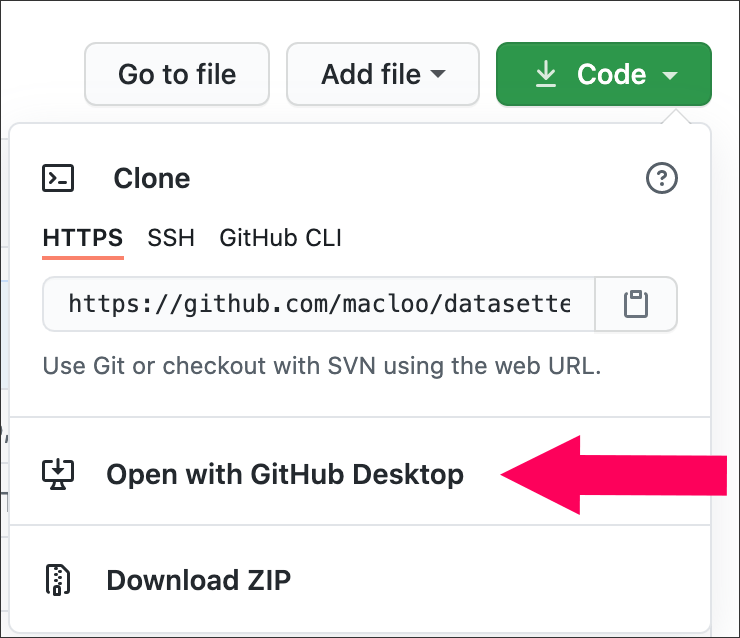 Go to file
Add file
Code
Clone
HTTPS SSH GitHub CLI
https://github.com/macloo/datasette
Use Git or checkout with SVN using the web URL.
Open with GitHub Desktop
Download ZIP